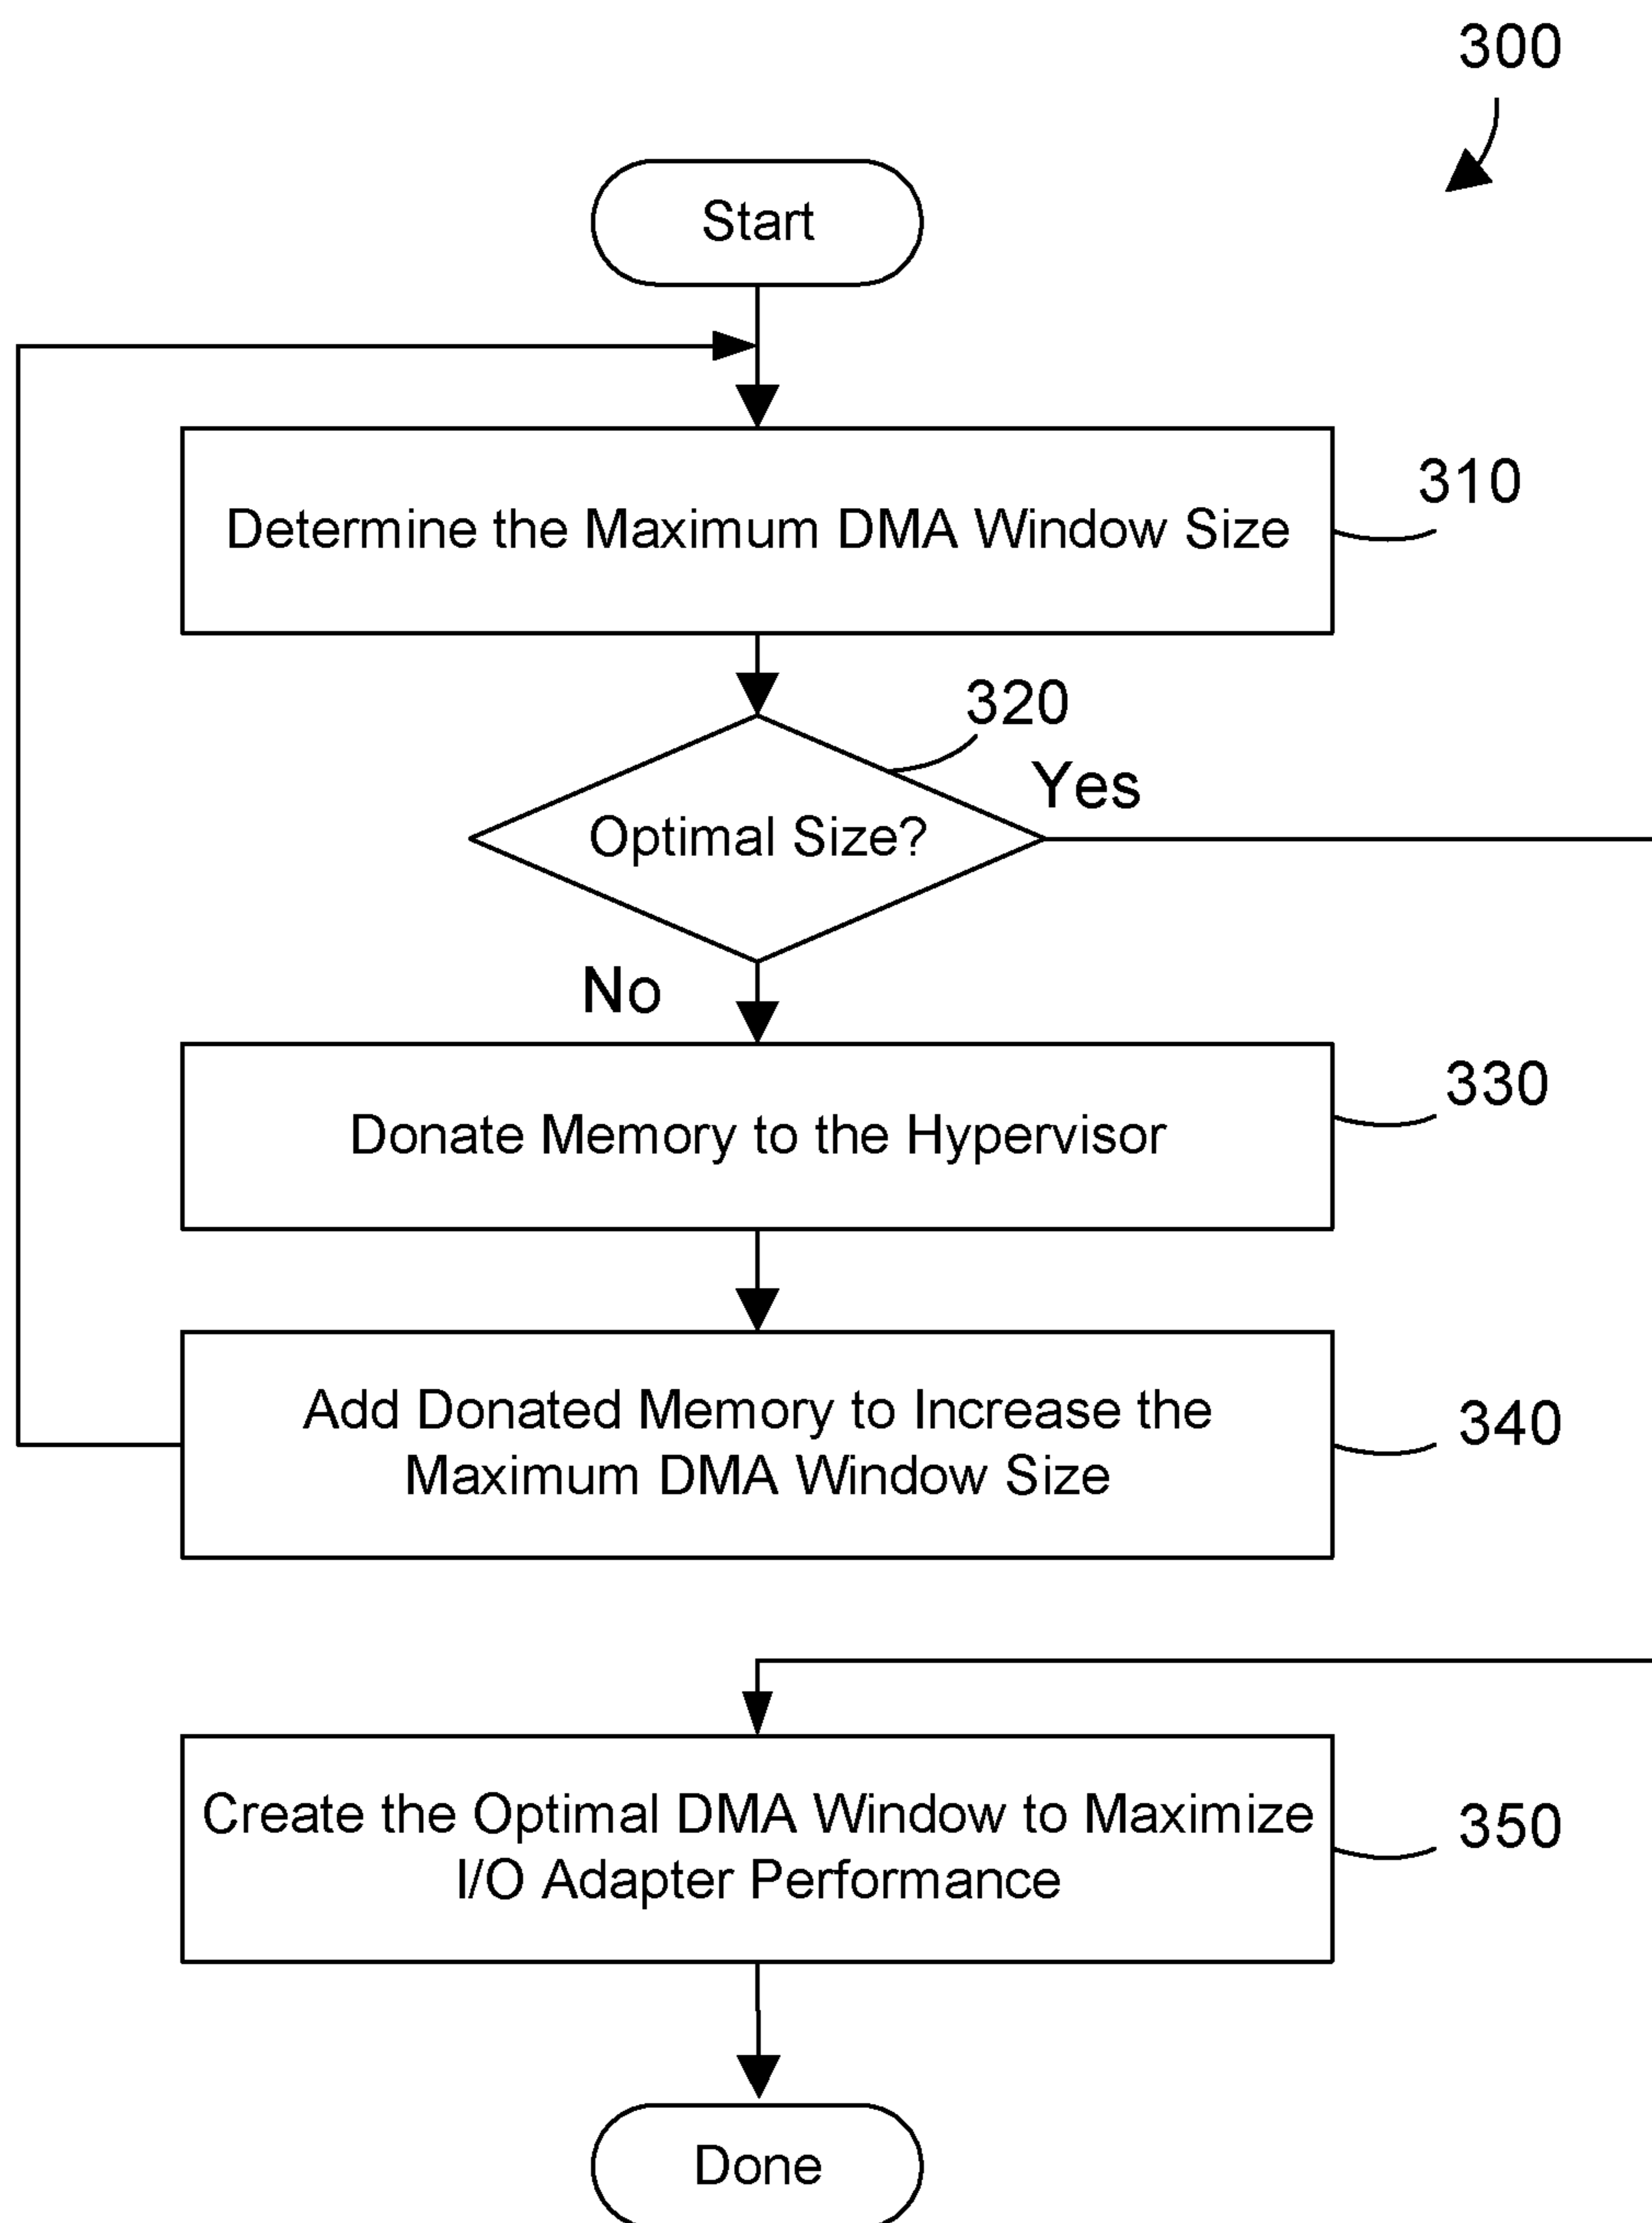 300
Start
Determine the Maximum DMA Window Size
310
320
Yes
Optimal Size?
No
330
Donate Memory to the Hypervisor
Add Donated Memory to Increase the
Maximum DMA Window Size
340
Create the Optimal DMA Window to Maximize
I/O Adapter Performance
350
Done